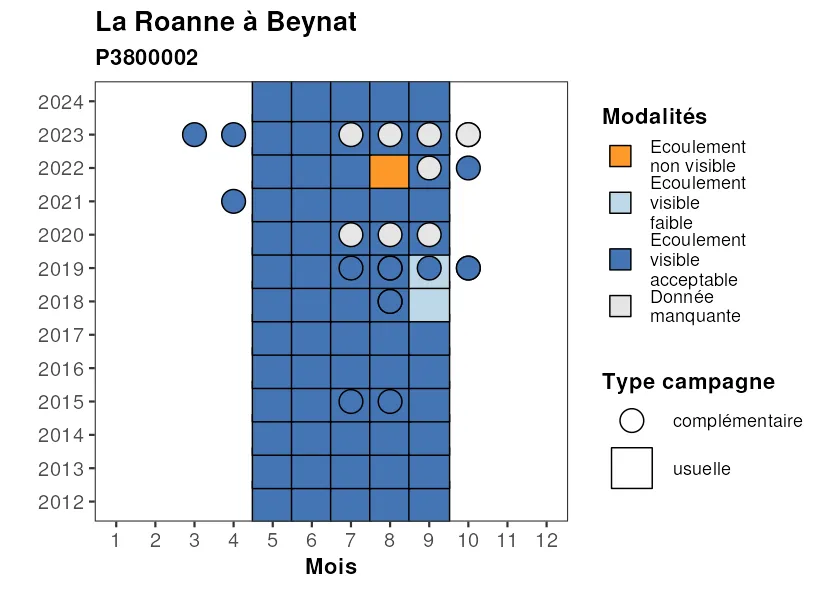 La Roanne à Beynat
P3800002
2024
2023
2022
2021
2020
2019
2018
2017
2016
2015
2014
2013
2012
1 2 3 4 5 6 7 8 9 10 11 12
Mois
Modalités
Ecoulement
non visible
Ecoulement
visible
faible
Ecoulement
visible
acceptable
Donnée
manquante
Type campagne
complémentaire
usuelle